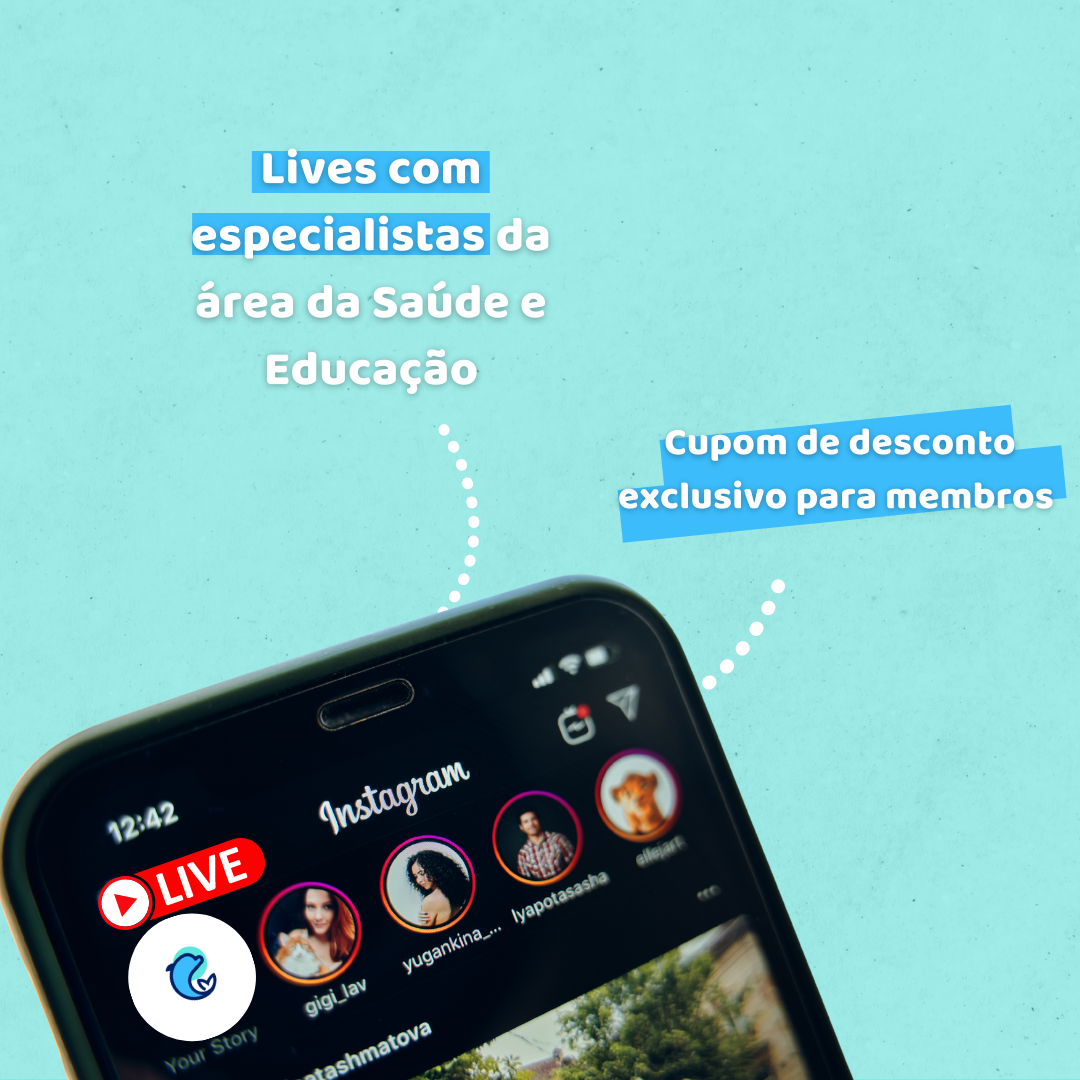 Lives com
especialistas da
área da Saúde e
Educação
Cupom de desconto
exclusivo para membros
12:42
Instagram
LIVE
Your Story
gigi_lav
yugankina_...
lyapotasasha
atashmatova